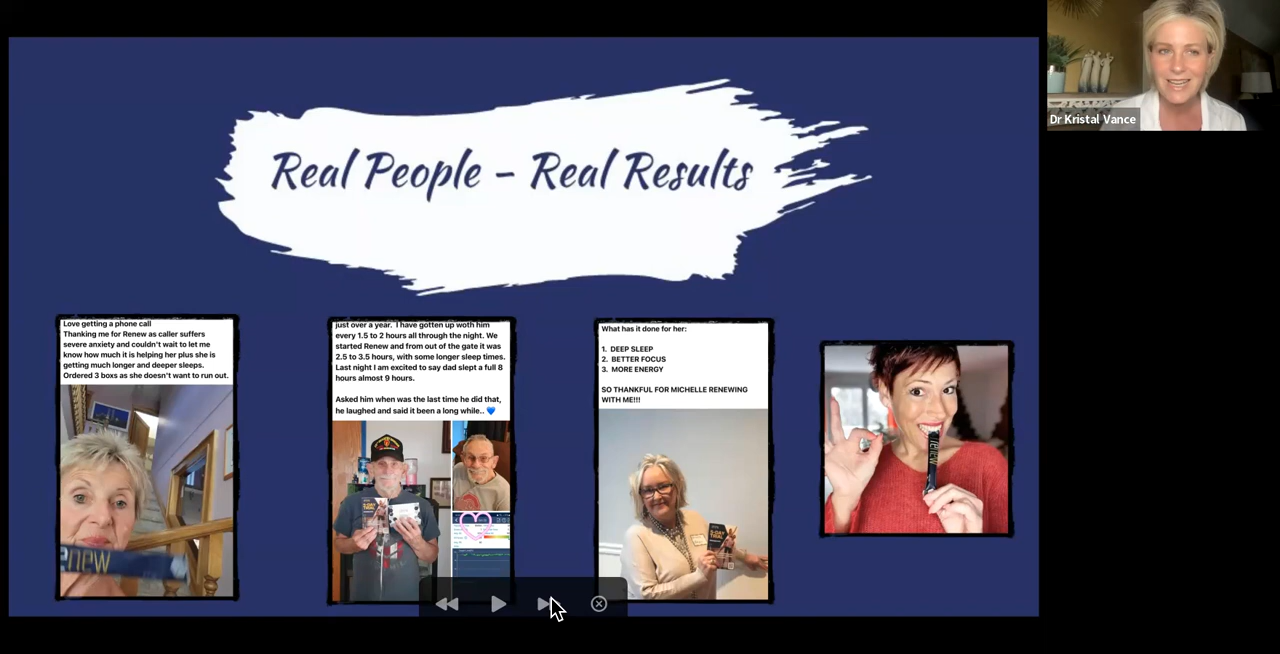 Dr Kristal Vance
Real People – Real Results
Love getting a phone call
Thanking me for Renew as caller suffers
severe anxiety and couldn't wait to let me
know how much it is helping her plus she is
getting much longer and deeper sleeps.
Ordered 3 boxs as she doesn't want to run out.
enew
just over a year. I have gotten up woth him
every 1.5 to 2 hours all through the night. We
started Renew and from out of the gate it was
2.5 to 3.5 hours, with some longer sleep times.
Last night I am excited to say dad slept a full 8
hours almost 9 hours.
Asked him when was the last time he did that,
he laughed and said it been a long while.. 💙
What has it done for her:
1. DEEP SLEEP
2. BETTER FOCUS
3. MORE ENERGY
SO THANKFUL FOR MICHELLE RENEWING
WITH ME!!!
TRIAL
renew